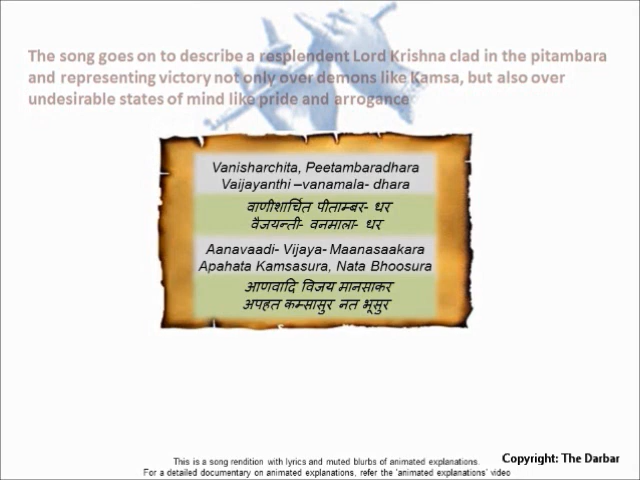 The song goes on to describe a resplendent Lord Krishna clad in the pitambara
and representing victory not only over demons like Kamsa, but also over
undesirable states of mind like pride and arrogance
Vanisharchita, Peetambaradhara
Vaijayanthi –vanamala- dhara
वाणीशार्चित पीताम्बर- धर
वैजयन्ती- वनमाला- धर
Aanavaadi- Vijaya- Maanasaakara
Apahata Kamsasura, Nata Bhoosura
आणवादि विजय मानसाकर
अपहत कम्सासुर नत भूसुर
This is a song rendition with lyrics and muted blurbs of animated explanations.
For a detailed documentary on animated explanations, refer the 'animated explanations' video
Copyright: The Darbar